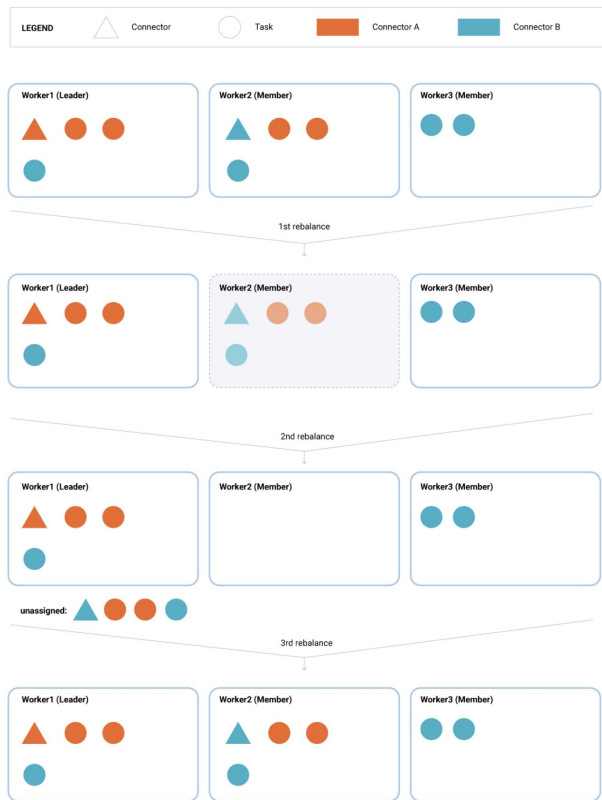 LEGEND Connector Task Connector A Connector B
Worker1 (Leader) Worker2 (Member) Worker3 (Member)
1st rebalance
Worker1 (Leader) Worker2 (Member) Worker3 (Member)
2nd rebalance
Worker1 (Leader) Worker2 (Member) Worker3 (Member)
unassigned:
3rd rebalance
Worker1 (Leader) Worker2 (Member) Worker3 (Member)